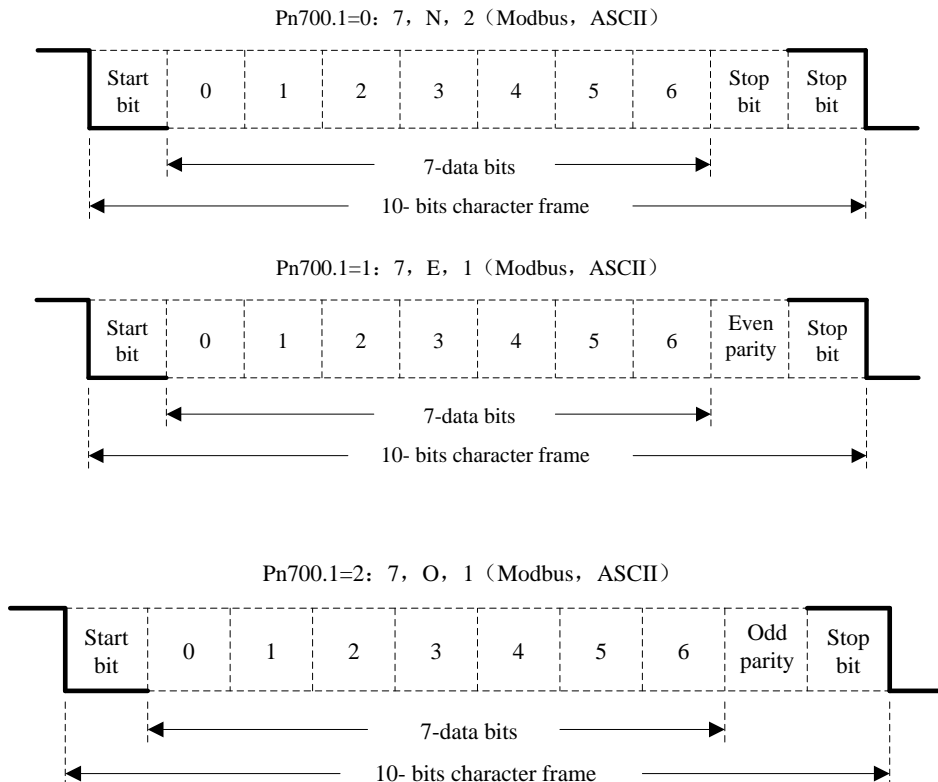 Pn700.1=0: 7, N, 2 (Modbus, ASCII)
Start bit 0 1 2 3 4 5 6 Stop bit Stop bit
7-data bits
10- bits character frame
Pn700.1=1: 7, E, 1 (Modbus, ASCII)
Start bit 0 1 2 3 4 5 6 Even parity Stop bit
7-data bits
10- bits character frame
Pn700.1=2: 7, O, 1 (Modbus, ASCII)
Start bit 0 1 2 3 4 5 6 Odd parity Stop bit
7-data bits
10- bits character frame